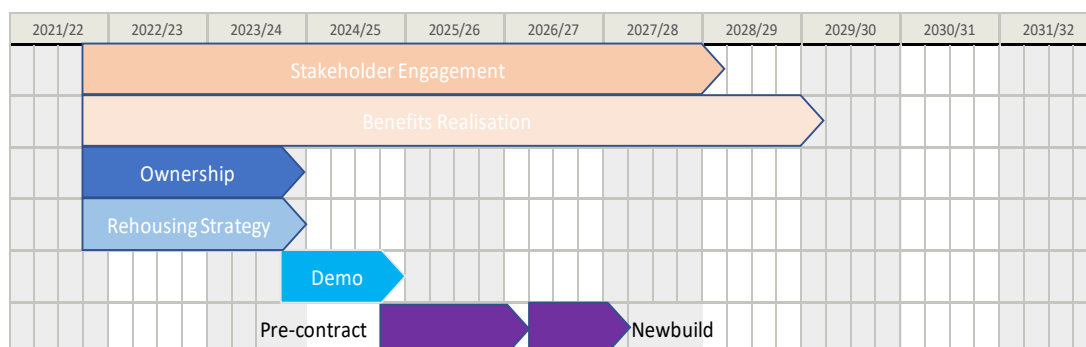 2021/22 2022/23 2023/24 2024/25 2025/26 2026/27 2027/28 2028/29 2029/30 2030/31 2031/32
Stakeholder Engagement
Benefits Realisation
Ownership
Rehousing Strategy
Demo
Pre-contract Newbuild